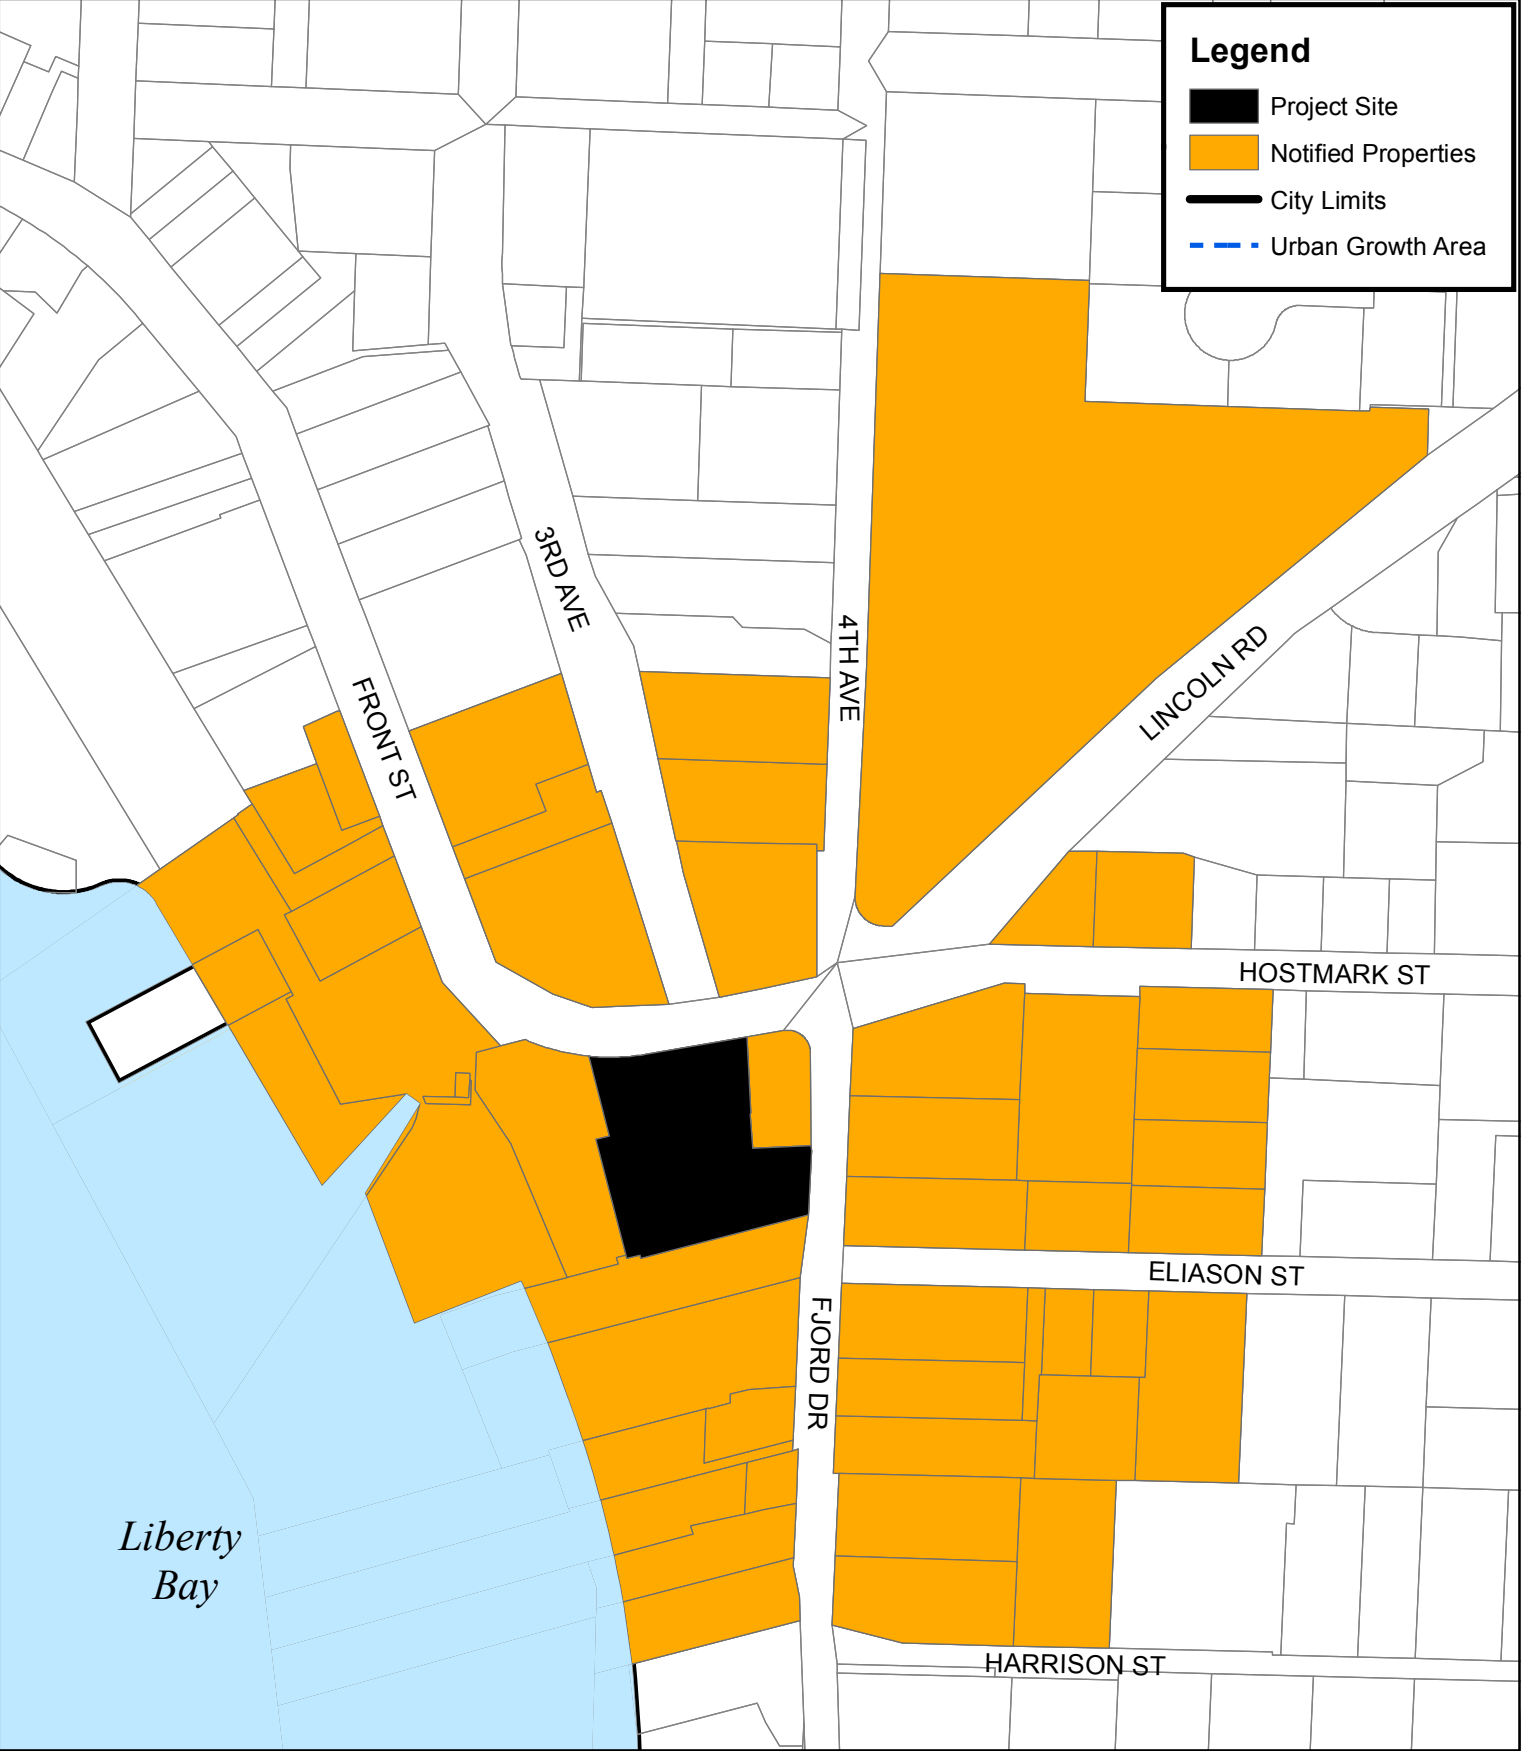 Legend
Project Site
Notified Properties
City Limits
Urban Growth Area
3RD AVE
4TH AVE
LINCOLN RD
FRONT ST
HOSTMARK ST
ELIASON ST
FJORD DR
Liberty
Bay
HARRISON ST